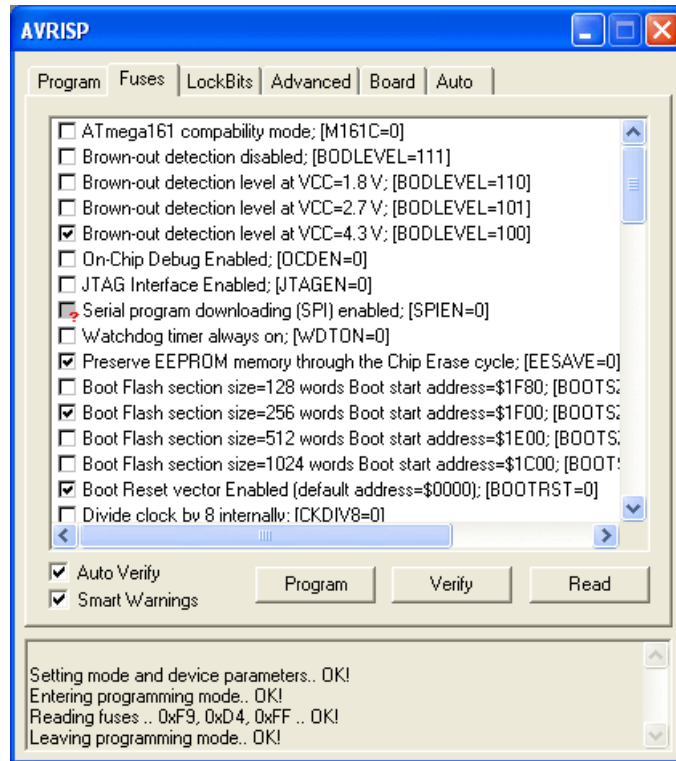 AVRISP
Program Fuses LockBits Advanced Board Auto
ATmega161 compability mode; [M161C=0]
Brown-out detection disabled; [BODLEVEL=111]
Brown-out detection level at VCC=1.8 V; [BODLEVEL=110]
Brown-out detection level at VCC=2.7 V; [BODLEVEL=101]
Brown-out detection level at VCC=4.3 V; [BODLEVEL=100]
On-Chip Debug Enabled; [OCDEN=0]
JTAG Interface Enabled; [JTAGEN=0]
Serial program downloading (SPI) enabled; [SPIEN=0]
Watchdog timer always on; [WDTON=0]
Preserve EEPROM memory through the Chip Erase cycle; [EESAVE=0]
Boot Flash section size=128 words Boot start address=$1F80; [BOOTS
Boot Flash section size=256 words Boot start address=$1F00; [BOOTS
Boot Flash section size=512 words Boot start address=$1E00; [BOOTS
Boot Flash section size=1024 words Boot start address=$1C00; [BOOT
Boot Reset vector Enabled (default address=$0000); [BOOTRST=0]
Divide clock by 8 internally; [CKDIV8=0]
Auto Verify
Smart Warnings
Program Verify Read
Setting mode and device parameters.. OK!
Entering programming mode.. OK!
Reading fuses .. 0xF9, 0xD4, 0xFF .. OK!
Leaving programming mode.. OK!